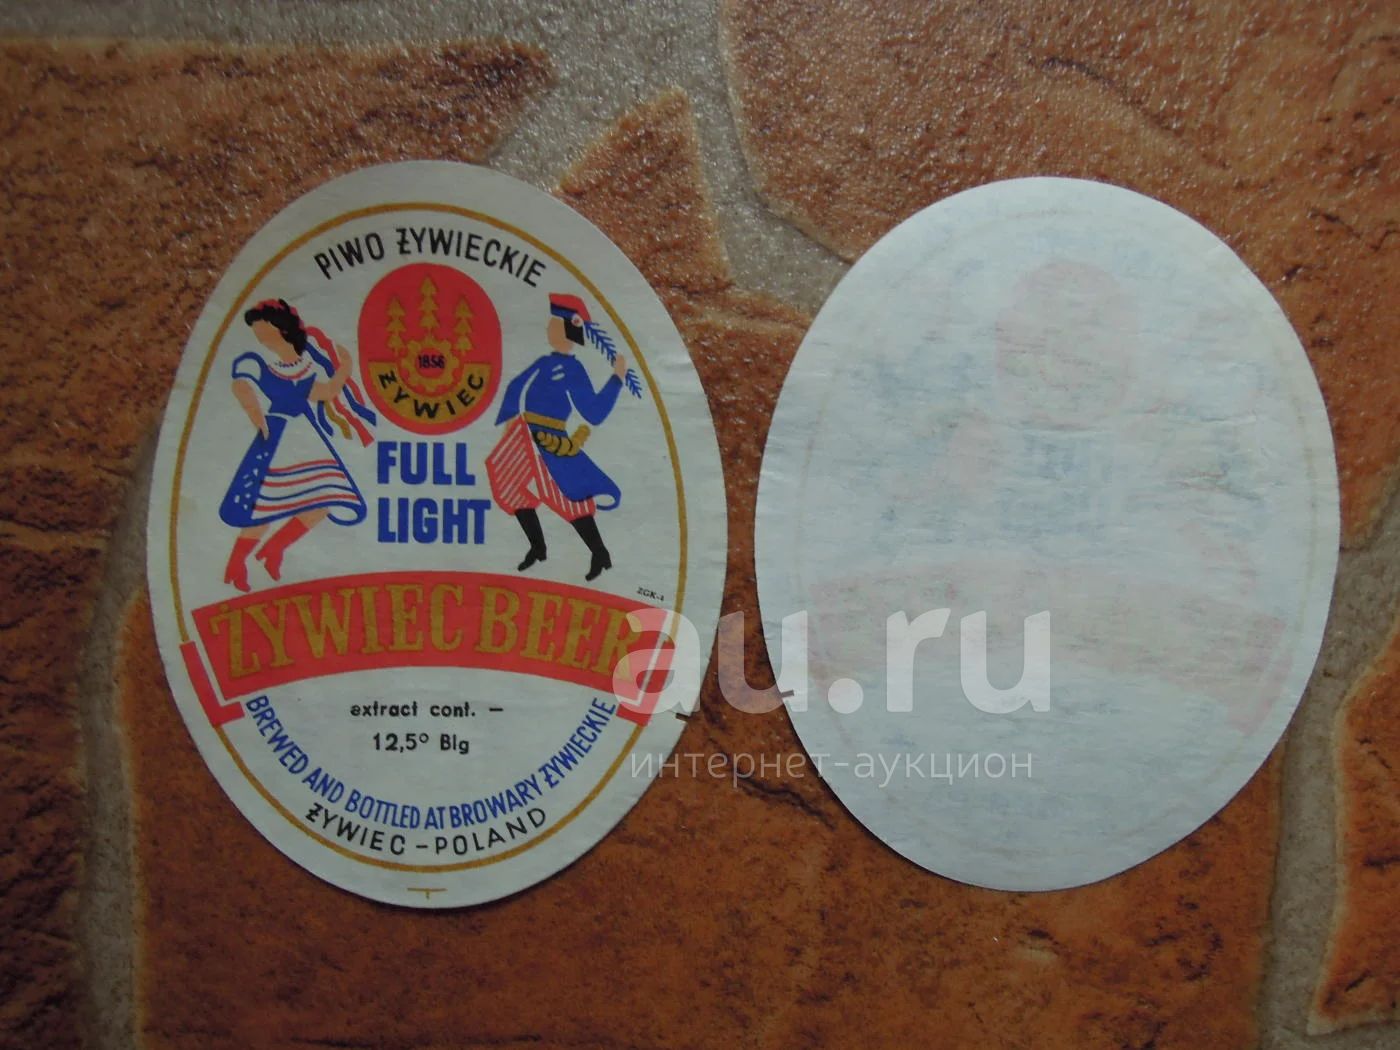 PIWO ŻYWIECKIE
1856
ŻYWIEC
FULL
LIGHT
ZGK-1
ŻYWIEC BEER
extract cont. —
12,5° Blg
BREWED AND BOTTLED AT BROWARY ŻYWIECKIE
ŻYWIEC – POLAND
au.ru
интернет-аукцион